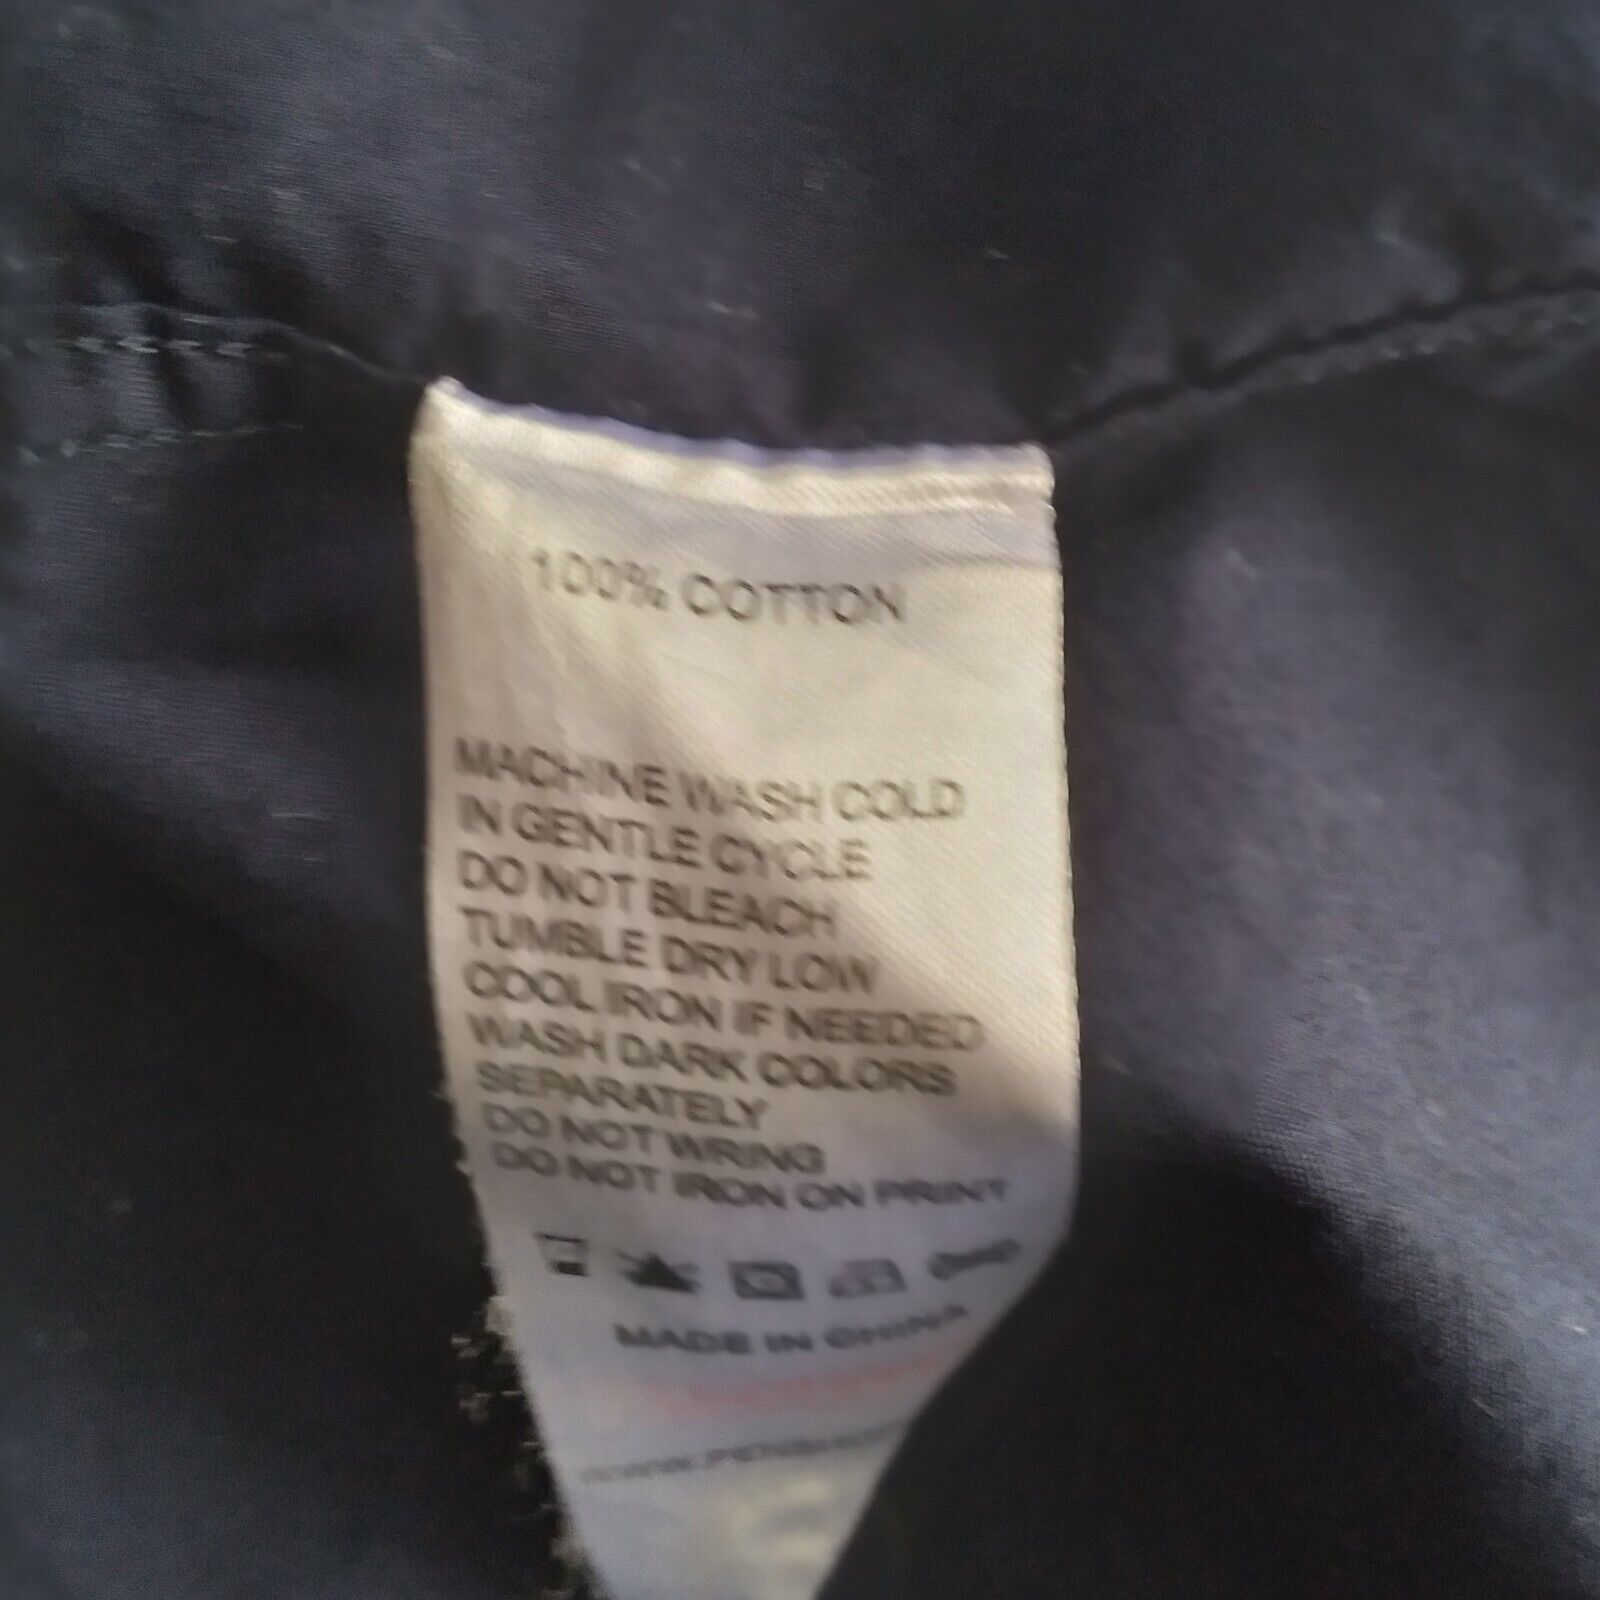 100% COTTON
MACHINE WASH COLD
IN GENTLE CYCLE
DO NOT BLEACH
TUMBLE DRY LOW
COOL IRON IF NEEDED
WASH DARK COLORS
SEPARATELY
DO NOT WRING
DO NOT IRON ON PRINT
MADE IN CHINA